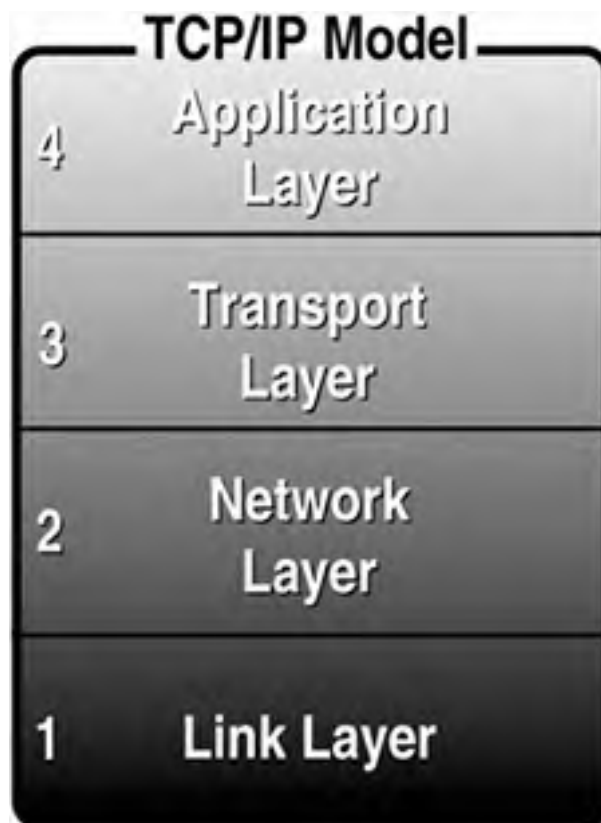 TCP/IP Model
4
Application
Layer
3
Transport
Layer
2
Network
Layer
1
Link Layer